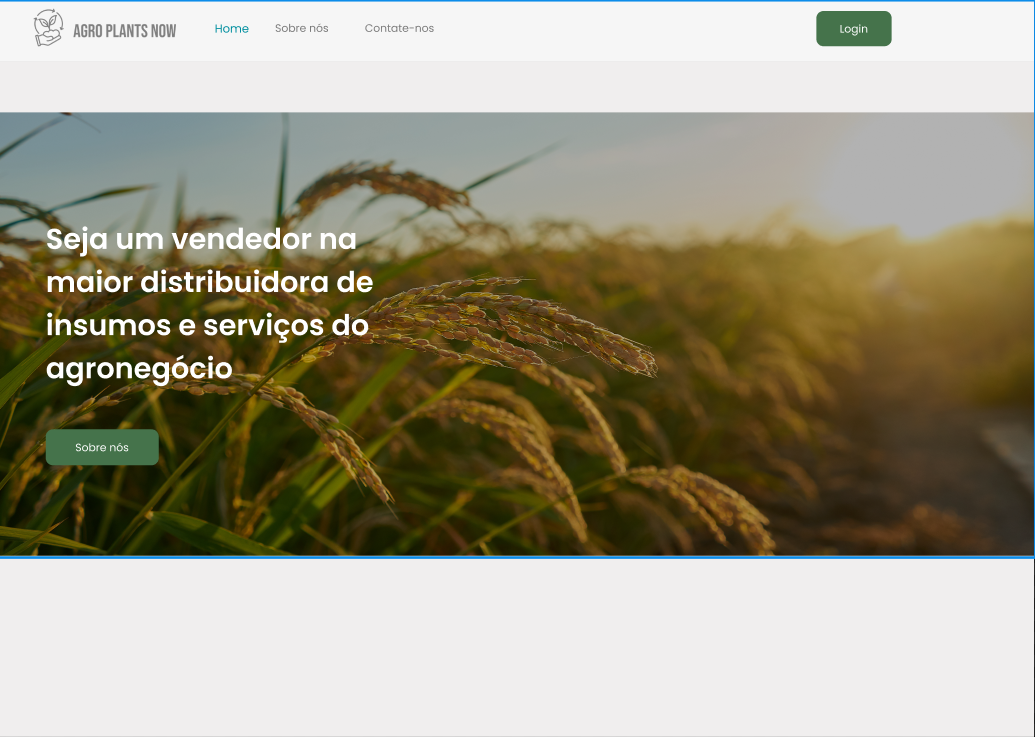 AGRO PLANTS NOW
Home
Sobre nós
Contate-nos
Login
Seja um vendedor na
maior distribuidora de
insumos e serviços do
agronegócio
Sobre nós